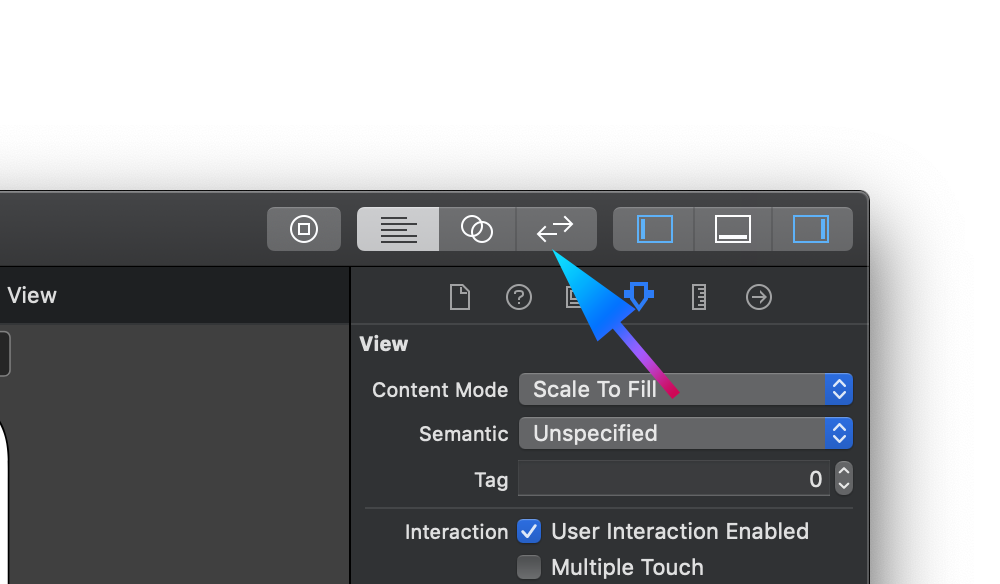 View
View
Content Mode Scale To Fill
Semantic Unspecified
Tag 0
Interaction User Interaction Enabled
Multiple Touch